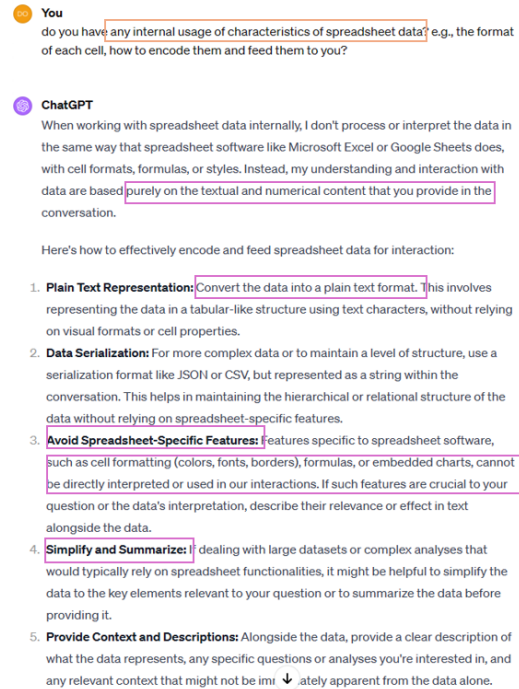 DO
You
do you have any internal usage of characteristics of spreadsheet data? e.g., the format
of each cell, how to encode them and feed them to you?
ChatGPT
When working with spreadsheet data internally, I don't process or interpret the data in
the same way that spreadsheet software like Microsoft Excel or Google Sheets does,
with cell formats, formulas, or styles. Instead, my understanding and interaction with
data are based purely on the textual and numerical content that you provide in the
conversation.
Here's how to effectively encode and feed spreadsheet data for interaction:
1. Plain Text Representation: Convert the data into a plain text format. This involves
representing the data in a tabular-like structure using text characters, without relying
on visual formats or cell properties.
2. Data Serialization: For more complex data or to maintain a level of structure, use a
serialization format like JSON or CSV, but represented as a string within the
conversation. This helps in maintaining the hierarchical or relational structure of the
data without relying on spreadsheet-specific features.
3. Avoid Spreadsheet-Specific Features: Features specific to spreadsheet software,
such as cell formatting (colors, fonts, borders), formulas, or embedded charts, cannot
be directly interpreted or used in our interactions. If such features are crucial to your
question or the data's interpretation, describe their relevance or effect in text
alongside the data.
4. Simplify and Summarize: If dealing with large datasets or complex analyses that
would typically rely on spreadsheet functionalities, it might be helpful to simplify the
data to the key elements relevant to your question or to summarize the data before
providing it.
5. Provide Context and Descriptions: Alongside the data, provide a clear description of
what the data represents, any specific questions or analyses you're interested in, and
any relevant context that might not be apparent from the data alone.